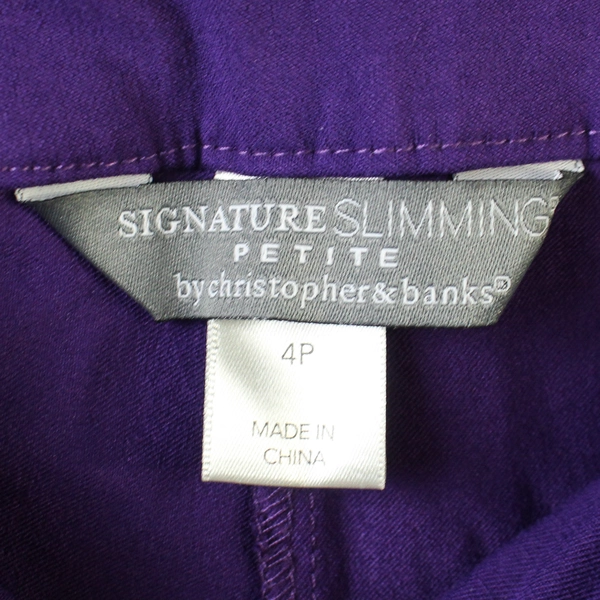 SIGNATURE SLIMMING®
PETITE
by christopher & banks®
4P
MADE IN
CHINA